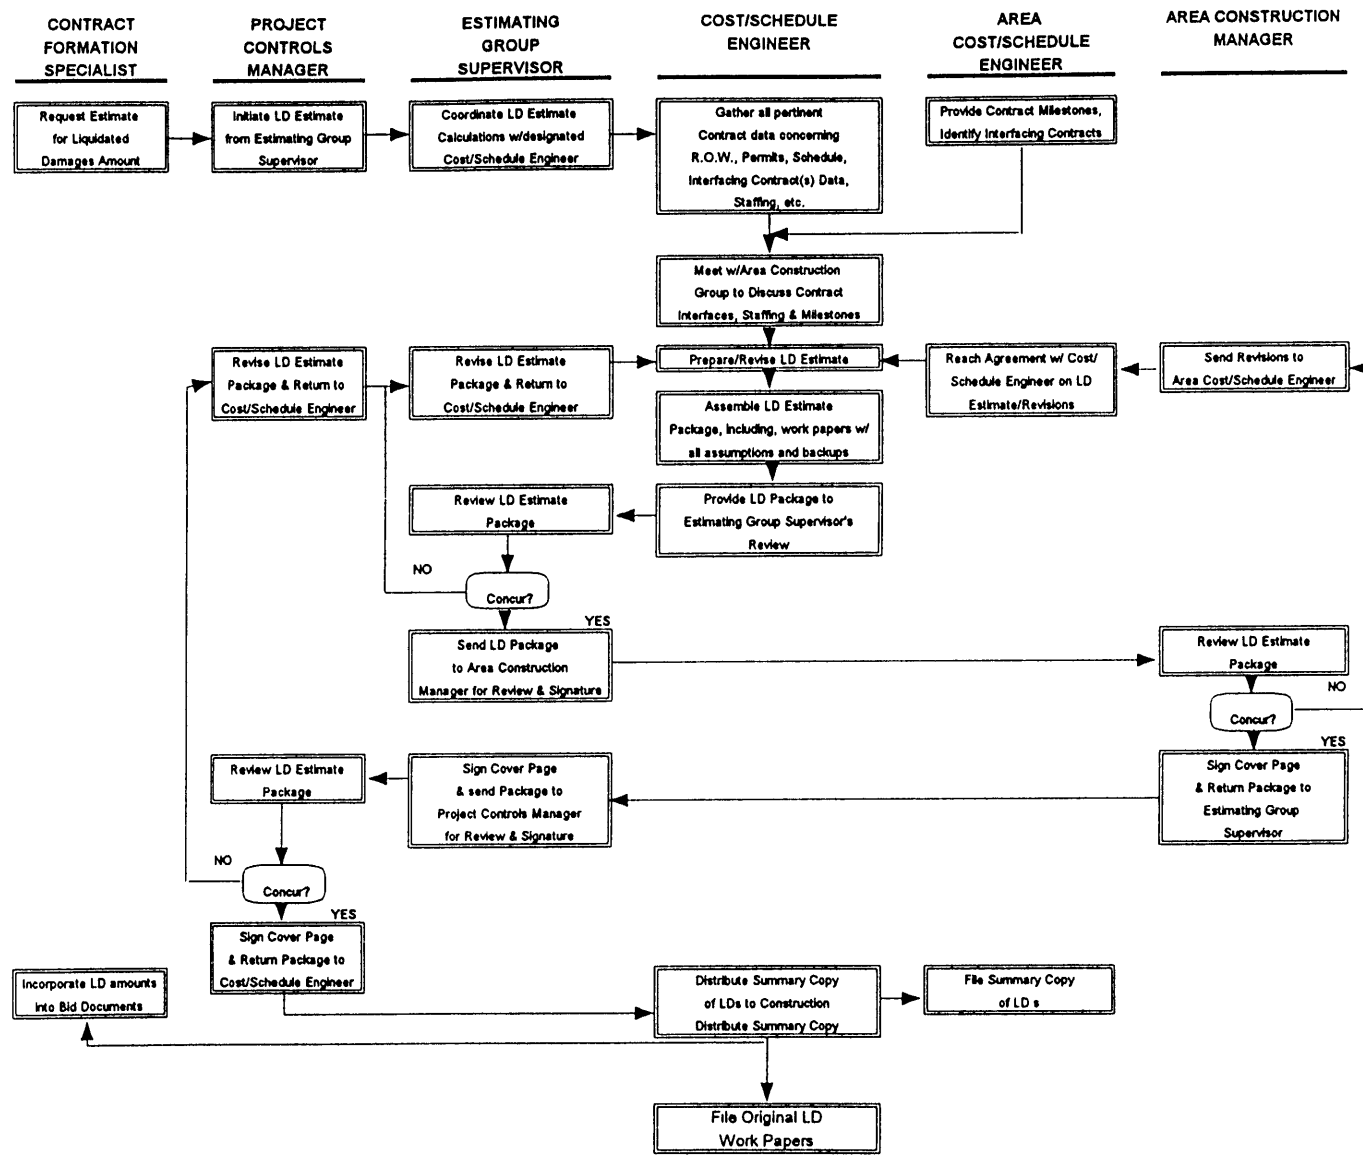 CONTRACT
FORMATION
SPECIALIST
PROJECT
CONTROLS
MANAGER
ESTIMATING
GROUP
SUPERVISOR
COST/SCHEDULE
ENGINEER
AREA
COST/SCHEDULE
ENGINEER
AREA CONSTRUCTION
MANAGER
Request Estimate
for Liquidated
Damages Amount
Initiate LD Estimate
from Estimating Group
Supervisor
Coordinate LD Estimate
Calculations w/designated
Cost/Schedule Engineer
Gather all pertinent
Contract data concerning
R.O.W., Permits, Schedule,
Interfacing Contract(s) Data,
Staffing, etc.
Provide Contract Milestones,
Identify Interfacing Contracts
Meet w/Area Construction
Group to Discuss Contract
Interfaces, Staffing & Milestones
Revise LD Estimate
Package & Return to
Cost/Schedule Engineer
Revise LD Estimate
Package & Return to
Cost/Schedule Engineer
Prepare/Revise LD Estimate
Reach Agreement w/ Cost/
Schedule Engineer on LD
Estimate/Revisions
Send Revisions to
Area Cost/Schedule Engineer
Assemble LD Estimate
Package, including, work papers w/
all assumptions and backups
Review LD Estimate
Package
Provide LD Package to
Estimating Group Supervisor's
Review
NO
Concur?
YES
Send LD Package
to Area Construction
Manager for Review & Signature
Review LD Estimate
Package
NO
Concur?
YES
Review LD Estimate
Package
Sign Cover Page
& send Package to
Project Controls Manager
for Review & Signature
Sign Cover Page
& Return Package to
Estimating Group
Supervisor
NO
Concur?
YES
Sign Cover Page
& Return Package to
Cost/Schedule Engineer
Incorporate LD amounts
into Bid Documents
Distribute Summary Copy
of LDs to Construction
Distribute Summary Copy
File Summary Copy
of LD s
File Original LD
Work Papers